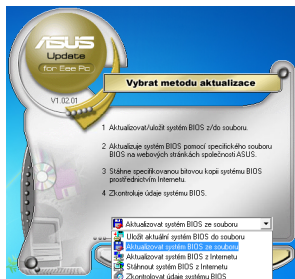 ASUS
Update
for Eee Pc
V1.02.01
Vybrat metodu aktualizace
1 Aktualizovat/uložit systém BIOS z/do souboru.
2 Aktualizuje systém BIOS pomocí specifického souboru
BIOS na webových stránkách společnosti ASUS.
3 Stáhne specifikovanou bitovou kopii systému BIOS
prostřednictvím Internetu.
4 Zkontroluje údaje systému BIOS.
Aktualizovat systém BIOS ze souboru
Uložit aktuální systém BIOS do souboru
Aktualizovat systém BIOS ze souboru
Aktualizovat systém BIOS z Internetu
Stáhnout systém BIOS z Internetu
Zkontrolovat údaje systému BIOS